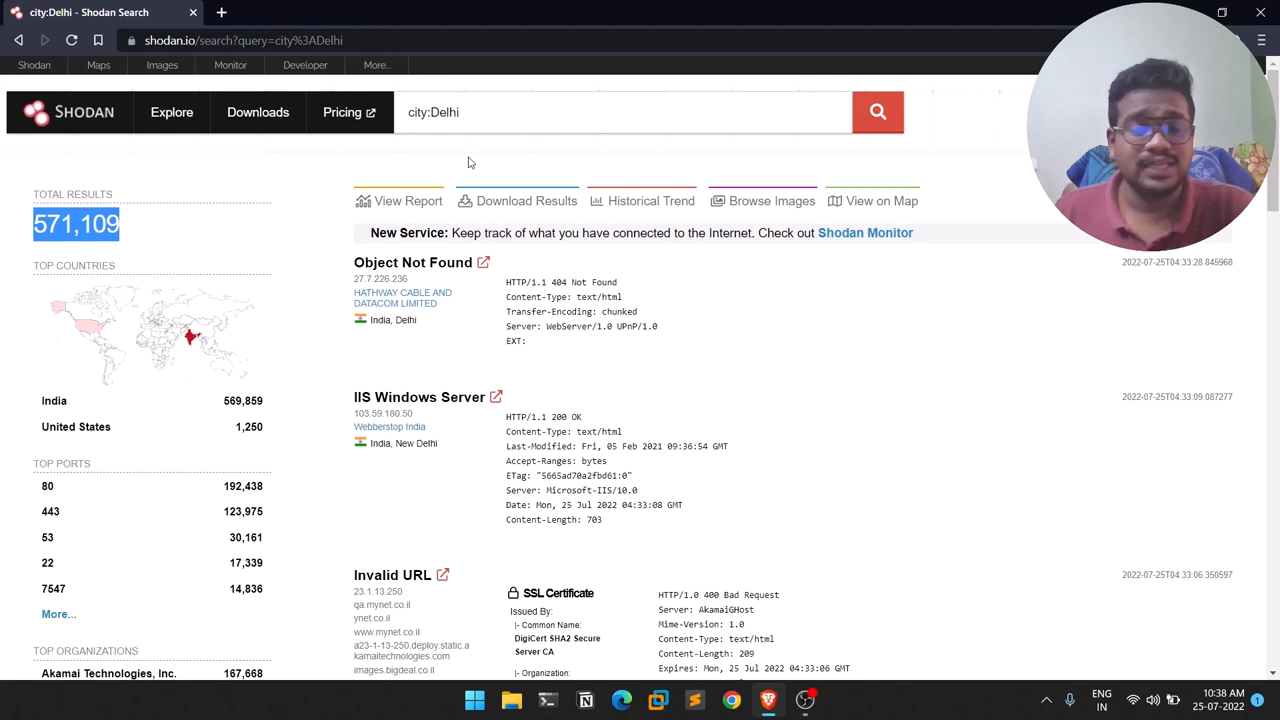 city:Delhi - Shodan Search
shodan.io/search?query=city%3ADelhi
Shodan Maps Images Monitor Developer More...
SHODAN Explore Downloads Pricing city:Delhi
TOTAL RESULTS
571,109
TOP COUNTRIES
India 569,859
United States 1,250
TOP PORTS
80 192,438
443 123,975
53 30,161
22 17,339
7547 14,836
More...
TOP ORGANIZATIONS
Akamai Technologies, Inc. 167,668
View Report Download Results Historical Trend Browse Images View on Map
New Service: Keep track of what you have connected to the Internet. Check out Shodan Monitor
Object Not Found
2022-07-25T04:33:28.845968
27.7.226.236
HATHWAY CABLE AND
DATACOM LIMITED
India, Delhi
HTTP/1.1 404 Not Found
Content-Type: text/html
Transfer-Encoding: chunked
Server: WebServer/1.0 UPnP/1.0
EXT:
IIS Windows Server
2022-07-25T04:33:09.087277
103.59.180.50
Webberstop India
India, New Delhi
HTTP/1.1 200 OK
Content-Type: text/html
Last-Modified: Fri, 05 Feb 2021 09:36:54 GMT
Accept-Ranges: bytes
ETag: "5665ad70a2fbd61:0"
Server: Microsoft-IIS/10.0
Date: Mon, 25 Jul 2022 04:33:08 GMT
Content-Length: 703
Invalid URL
2022-07-25T04:33:06.350597
23.1.13.250
qa.mynet.co.il
ynet.co.il
www.mynet.co.il
a23-1-13-250.deploy.static.a
kamaitechnologies.com
images.bigdeal.co.il
SSL Certificate
Issued By:
|- Common Name:
DigiCert SHA2 Secure
Server CA
|- Organization:
HTTP/1.0 400 Bad Request
Server: AkamaiGHost
Mime-Version: 1.0
Content-Type: text/html
Content-Length: 209
Expires: Mon, 25 Jul 2022 04:33:06 GMT
ENG
IN
10:38 AM
25-07-2022
1